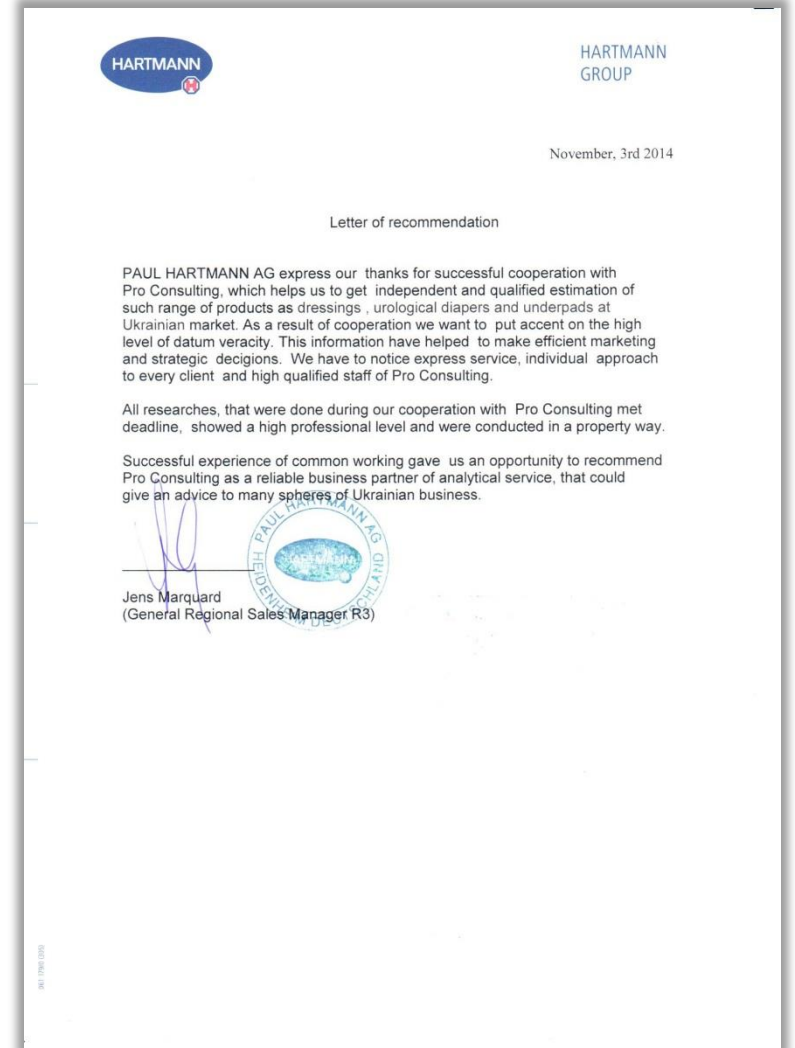 HARTMANN
HARTMANN
GROUP
November, 3rd 2014
Letter of recommendation
PAUL HARTMANN AG express our thanks for successful cooperation with
Pro Consulting, which helps us to get independent and qualified estimation of
such range of products as dressings , urological diapers and underpads at
Ukrainian market. As a result of cooperation we want to put accent on the high
level of datum veracity. This information have helped to make efficient marketing
and strategic decigions. We have to notice express service, individual approach
to every client and high qualified staff of Pro Consulting.
All researches, that were done during our cooperation with Pro Consulting met
deadline, showed a high professional level and were conducted in a property way.
Successful experience of common working gave us an opportunity to recommend
Pro Consulting as a reliable business partner of analytical service, that could
give an advice to many spheres of Ukrainian business.
PAUL HARTMANN AG
HARTMANN
HEIDENHEIM DEUTSCHLAND
Jens Marquard
(General Regional Sales Manager R3)